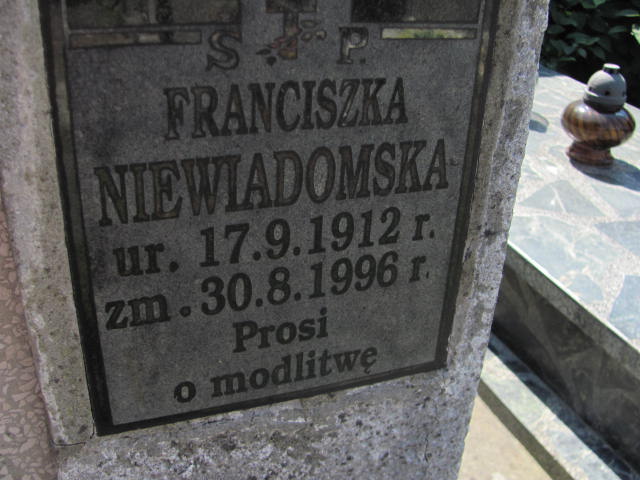 S. P.
FRANCISZKA
NIEWIADOMSKA
ur. 17.9.1912 r.
zm. 30.8.1996 r.
Prosi
o modlitwę